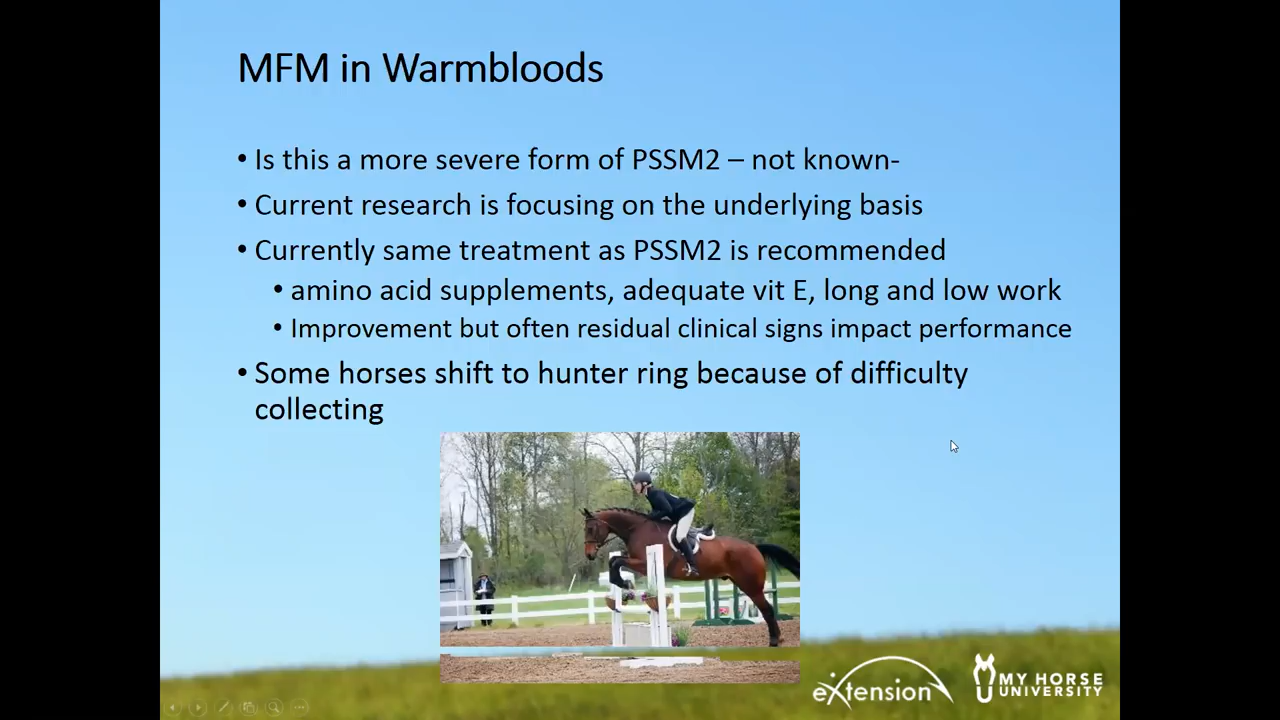 MFM in Warmbloods
• Is this a more severe form of PSSM2 – not known-
• Current research is focusing on the underlying basis
• Currently same treatment as PSSM2 is recommended
• amino acid supplements, adequate vit E, long and low work
• Improvement but often residual clinical signs impact performance
• Some horses shift to hunter ring because of difficulty
collecting
eXtension
MY HORSE
UNIVERSITY